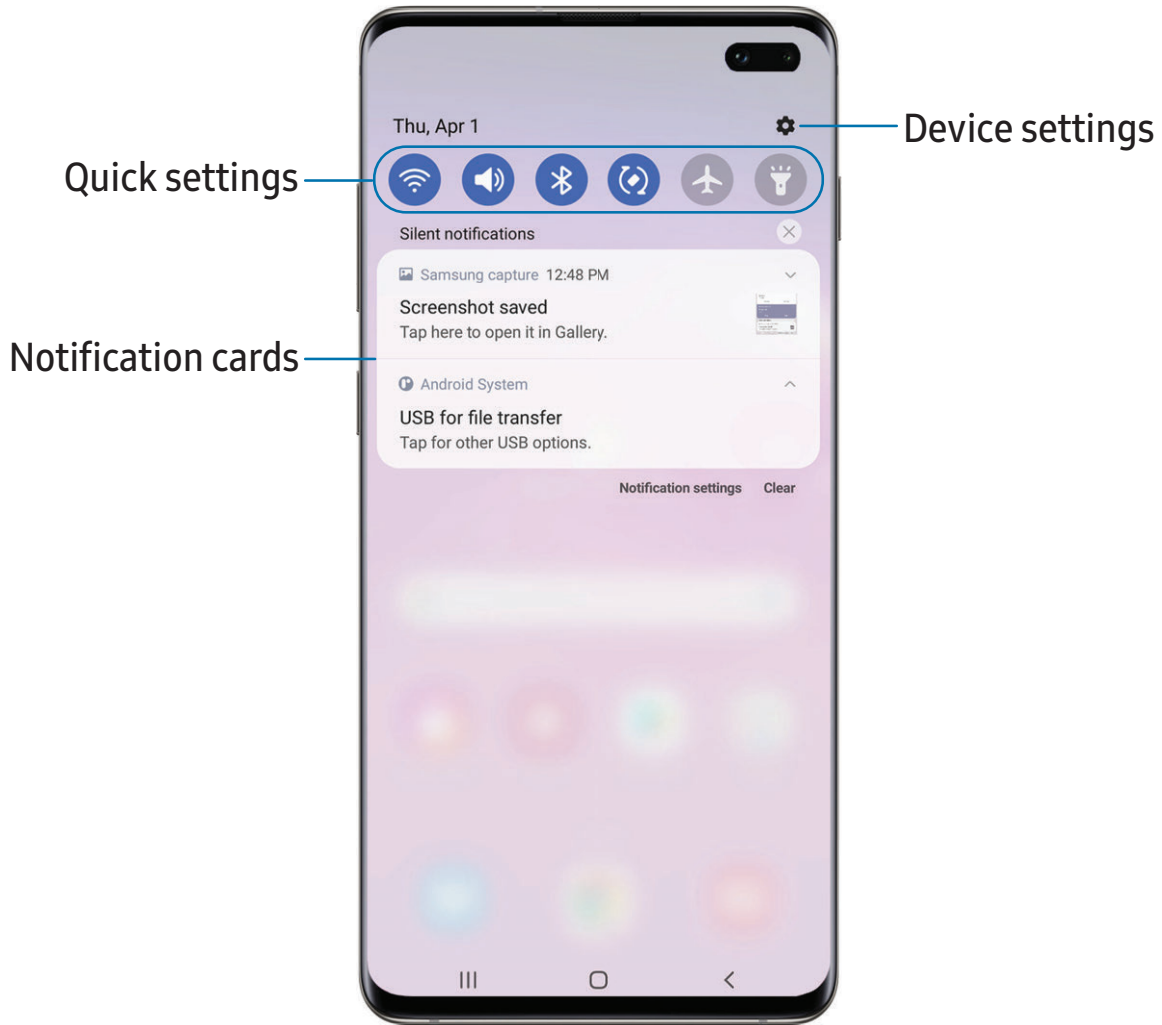 Thu, Apr 1
Device settings
Quick settings
Silent notifications
Samsung capture 12:48 PM
Screenshot saved
Tap here to open it in Gallery.
Notification cards
Android System
USB for file transfer
Tap for other USB options.
Notification settings Clear